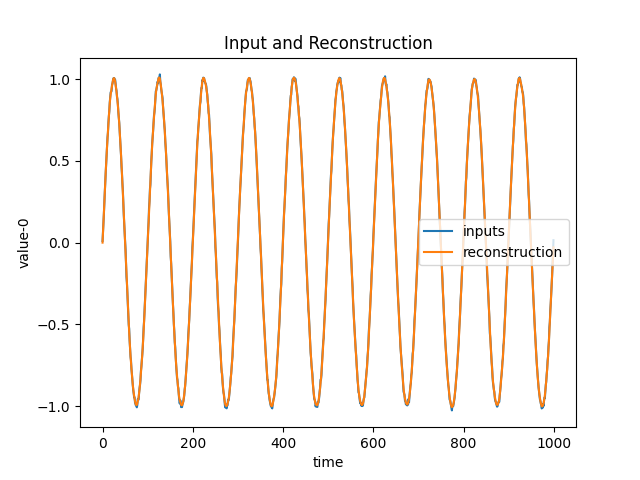 Input and Reconstruction
1.0
0.5
0.0
−0.5
−1.0
value-0
inputs
reconstruction
0 200 400 600 800 1000
time